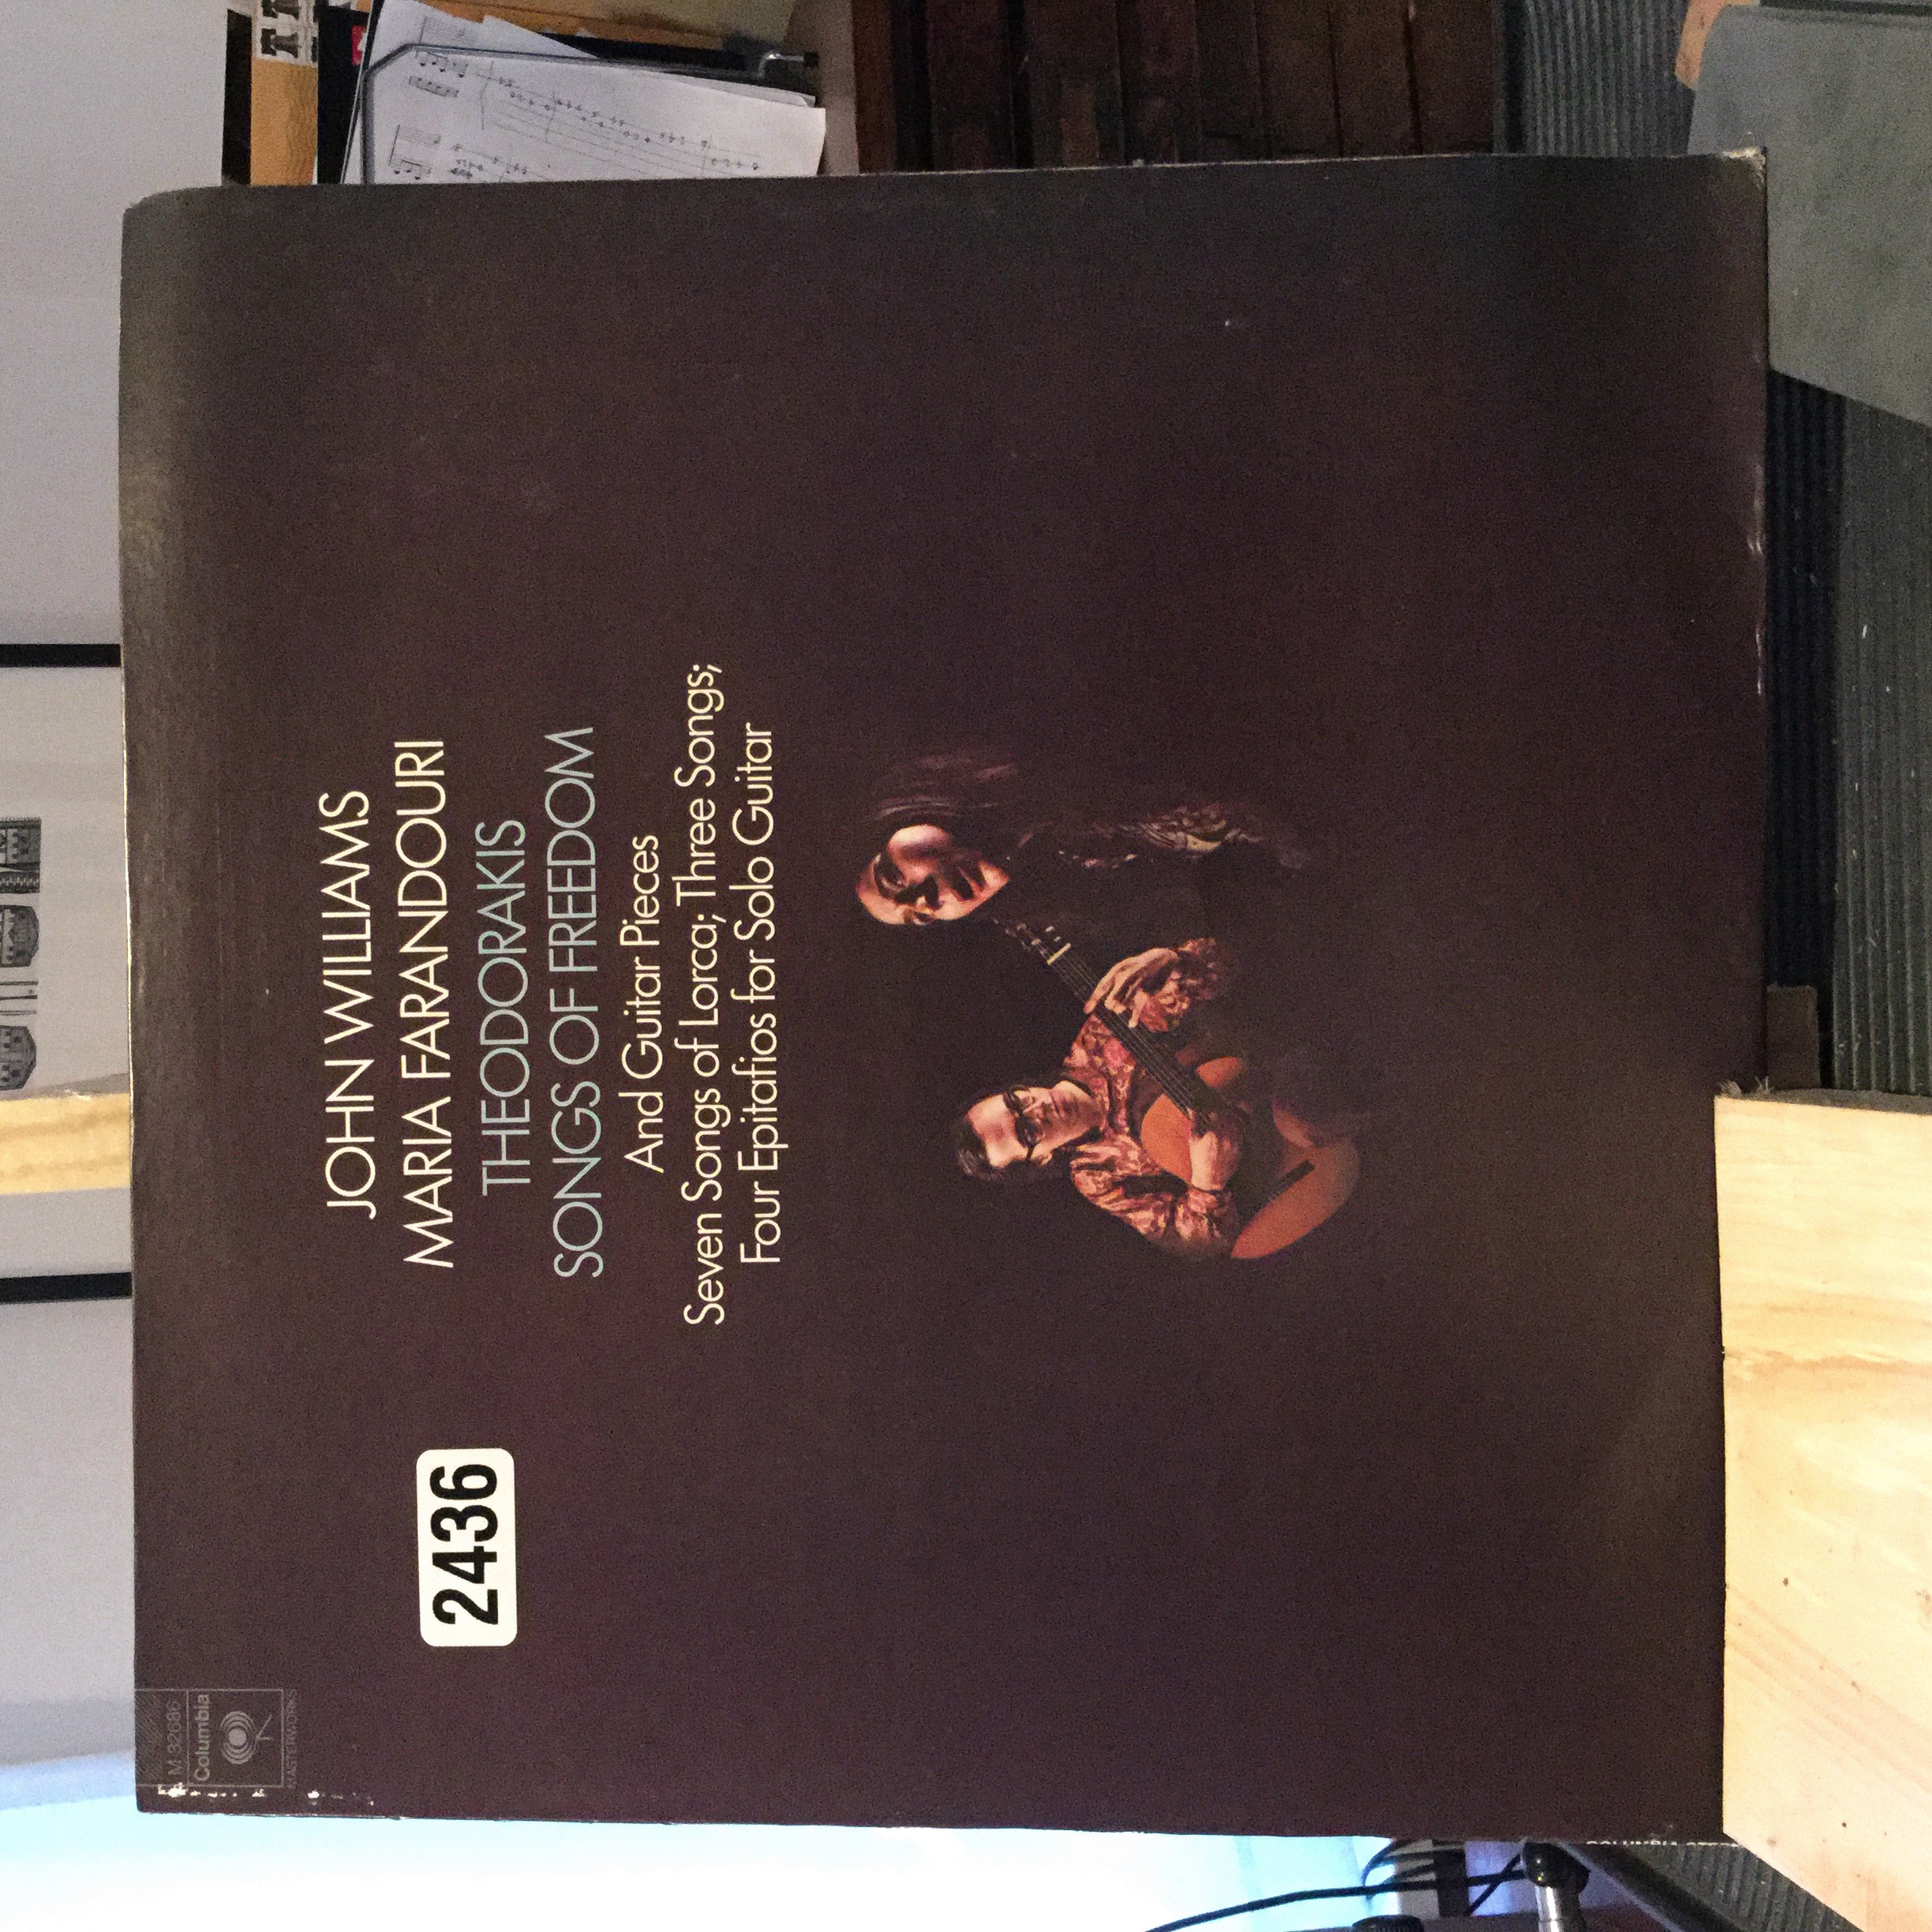 M 32686
Columbia
MASTERWORKS
2436
JOHN WILLIAMS
MARIA FARANDOURI
THEODORAKIS
SONGS OF FREEDOM
And Guitar Pieces
Seven Songs of Lorca; Three Songs;
Four Epitafios for Solo Guitar